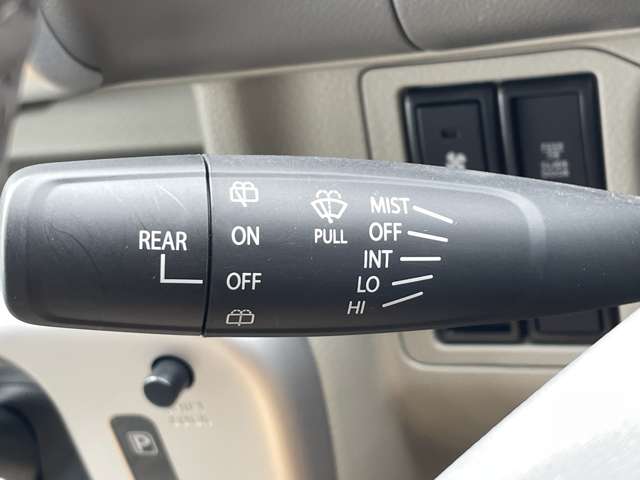 REAR
ON
OFF
PULL
MIST
OFF
INT
LO
HI
P